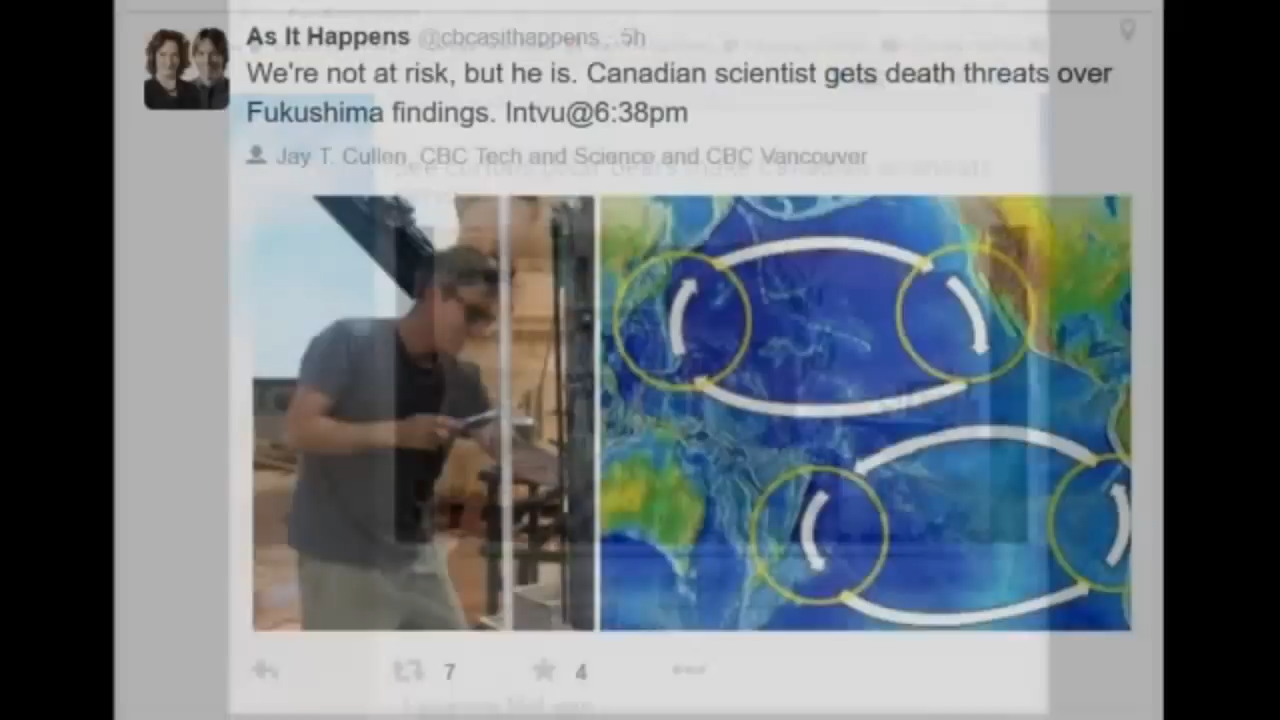 As It Happens @cbcasithappens · 5h
We're not at risk, but he is. Canadian scientist gets death threats over
Fukushima findings. Intvu@6:38pm
Jay T. Cullen, CBC Tech and Science and CBC Vancouver
7 4